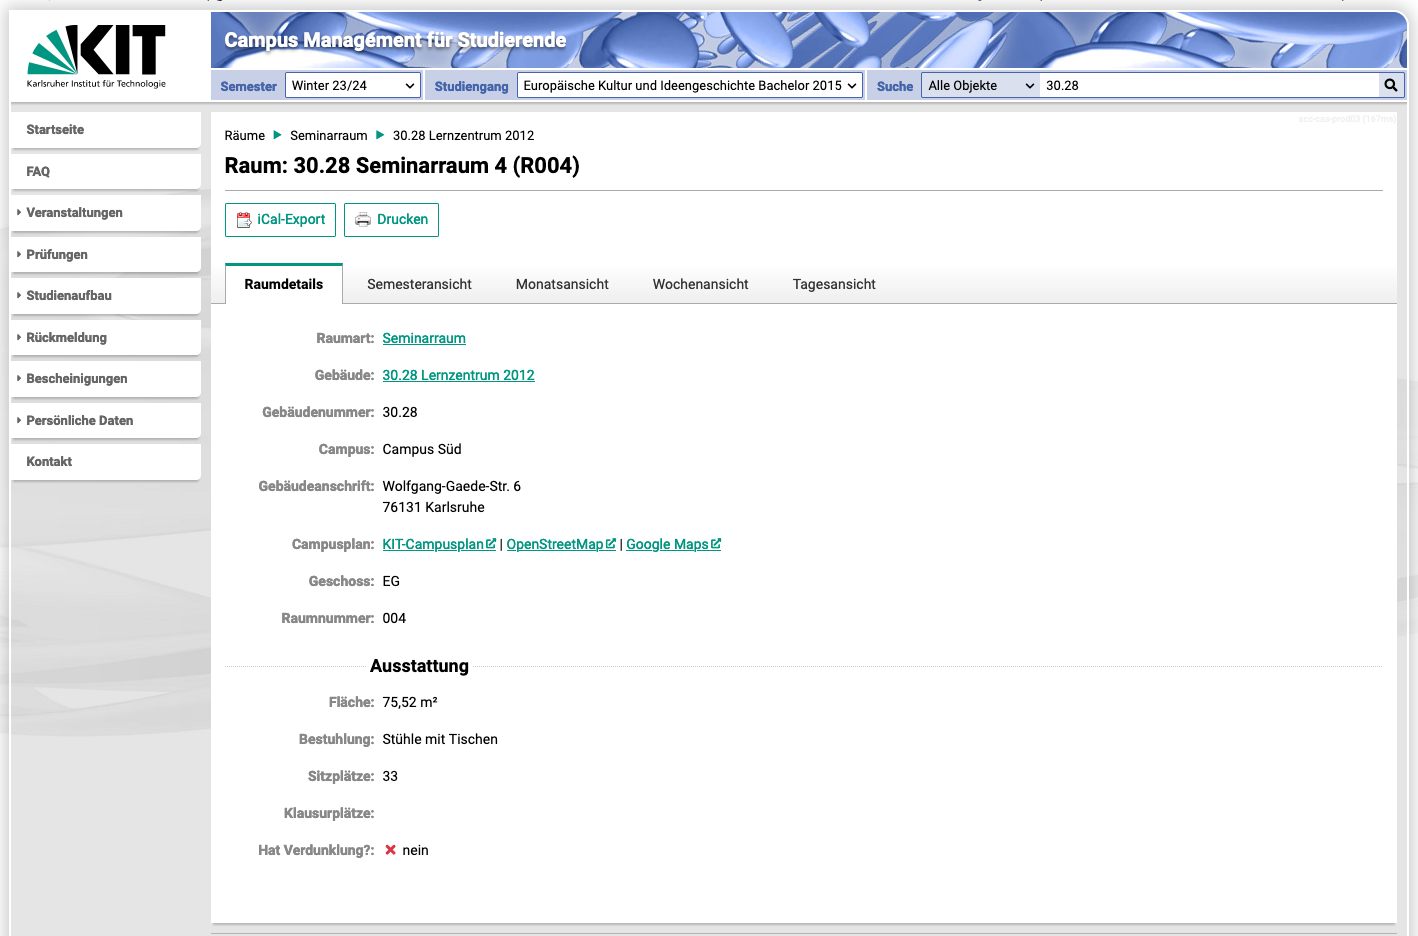 KIT
Karlsruher Institut für Technologie
Campus Management für Studierende
Semester Winter 23/24 Studiengang Europäische Kultur und Ideengeschichte Bachelor 2015 Suche Alle Objekte 30.28
Startseite
FAQ
Veranstaltungen
Prüfungen
Studienaufbau
Rückmeldung
Bescheinigungen
Persönliche Daten
Kontakt
Räume Seminarraum 30.28 Lernzentrum 2012
Raum: 30.28 Seminarraum 4 (R004)
iCal-Export Drucken
Raumdetails Semesteransicht Monatsansicht Wochenansicht Tagesansicht
Raumart: Seminarraum
Gebäude: 30.28 Lernzentrum 2012
Gebäudenummer: 30.28
Campus: Campus Süd
Gebäudeanschrift: Wolfgang-Gaede-Str. 6
76131 Karlsruhe
Campusplan: KIT-Campusplan | OpenStreetMap | Google Maps
Geschoss: EG
Raumnummer: 004
Ausstattung
Fläche: 75,52 m²
Bestuhlung: Stühle mit Tischen
Sitzplätze: 33
Klausurplätze:
Hat Verdunklung?: nein